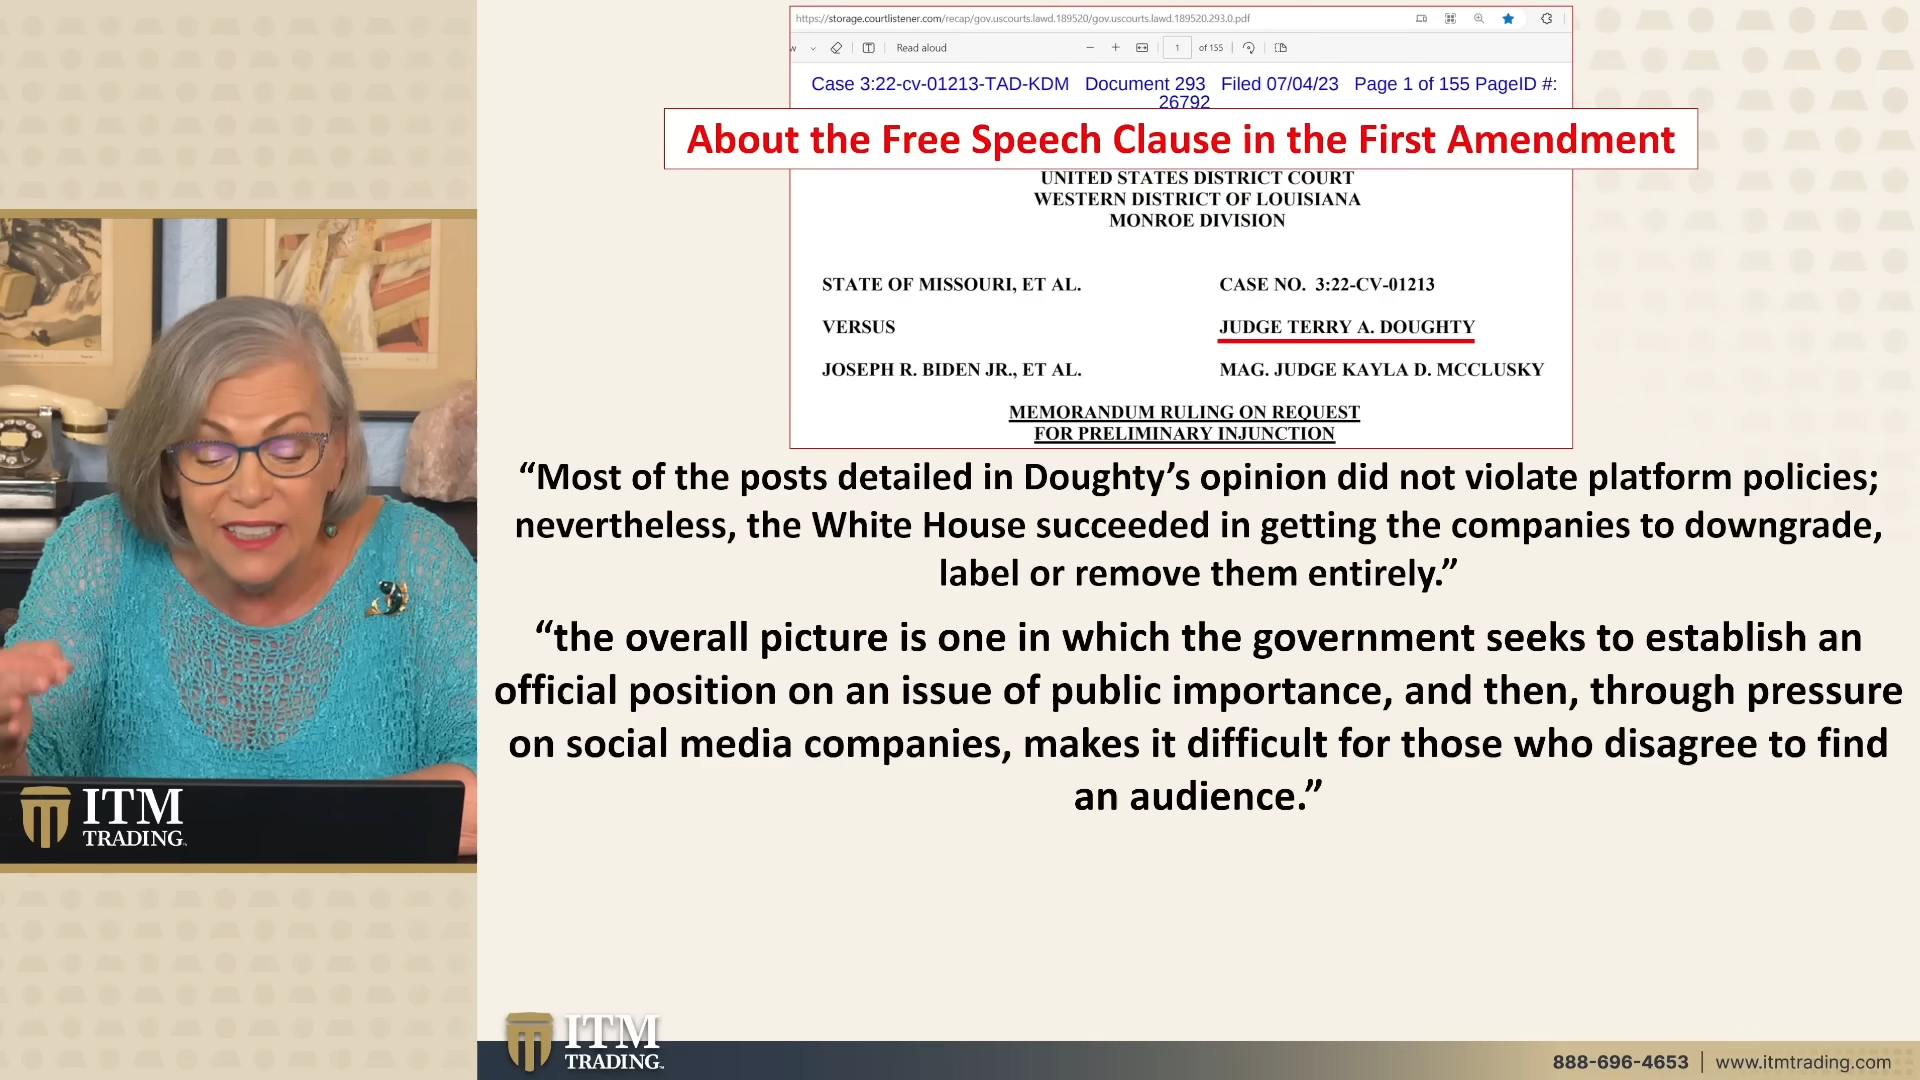 https://storage.courtlistener.com/recap/gov.uscourts.lawd.189520/gov.uscourts.lawd.189520.293.0.pdf
Read aloud
1 of 155
Case 3:22-cv-01213-TAD-KDM Document 293 Filed 07/04/23 Page 1 of 155 PageID #:
26792
About the Free Speech Clause in the First Amendment
UNITED STATES DISTRICT COURT
WESTERN DISTRICT OF LOUISIANA
MONROE DIVISION
STATE OF MISSOURI, ET AL. CASE NO. 3:22-CV-01213
VERSUS JUDGE TERRY A. DOUGHTY
JOSEPH R. BIDEN JR., ET AL. MAG. JUDGE KAYLA D. MCCLUSKY
MEMORANDUM RULING ON REQUEST
FOR PRELIMINARY INJUNCTION
“Most of the posts detailed in Doughty’s opinion did not violate platform policies;
nevertheless, the White House succeeded in getting the companies to downgrade,
label or remove them entirely.”
“the overall picture is one in which the government seeks to establish an
official position on an issue of public importance, and then, through pressure
on social media companies, makes it difficult for those who disagree to find
an audience.”
ITM
TRADING
ITM
TRADING
888-696-4653 | www.itmtrading.com